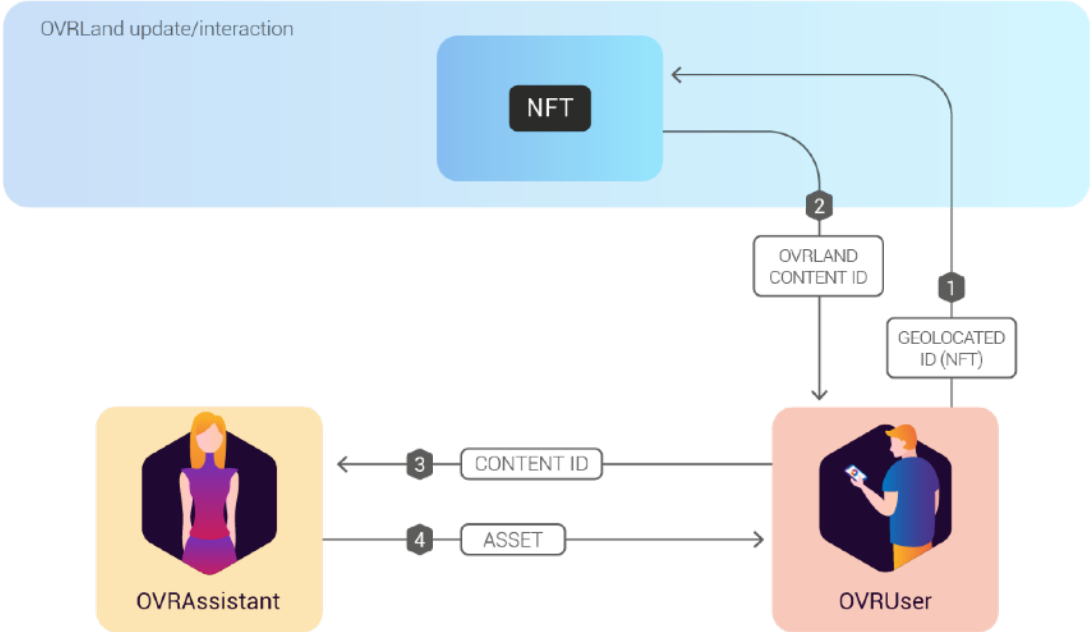 OVRLand update/interaction
NFT
2
OVRLAND
CONTENT ID
1
GEOLOCATED
ID (NFT)
3
CONTENT ID
4
ASSET
OVRAssistant
OVRUser